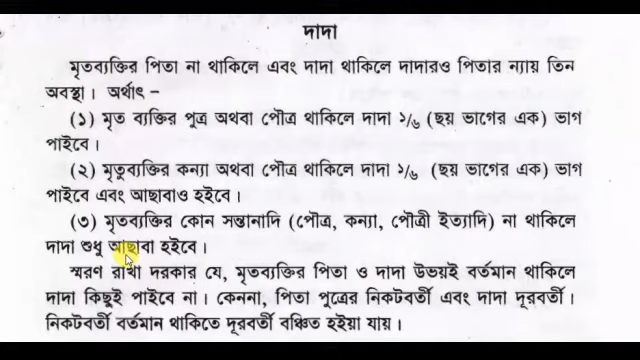 দাদা
মৃতব্যক্তির পিতা না থাকিলে এবং দাদা থাকিলে দাদারও পিতার ন্যায় তিন
অবস্থা। অর্থাৎ –
(১) মৃত ব্যক্তির পুত্র অথবা পৌত্র থাকিলে দাদা ১/৬ (ছয় ভাগের এক) ভাগ
পাইবে।
(২) মৃতুব্যক্তির কন্যা অথবা পৌত্র থাকিলে দাদা ১/৬ (ছয় ভাগের এক) ভাগ
পাইবে এবং আছাবাও হইবে।
(৩) মৃতব্যক্তির কোন সন্তানাদি (পৌত্র, কন্যা, পৌত্রী ইত্যাদি) না থাকিলে
দাদা শুধু আছাবা হইবে।
স্মরণ রাখা দরকার যে, মৃতব্যক্তির পিতা ও দাদা উভয়ই বর্তমান থাকিলে
দাদা কিছুই পাইবে না। কেননা, পিতা পুত্রের নিকটবর্তী এবং দাদা দূরবর্তী।
নিকটবর্তী বর্তমান থাকিতে দূরবর্তী বঞ্চিত হইয়া যায়।